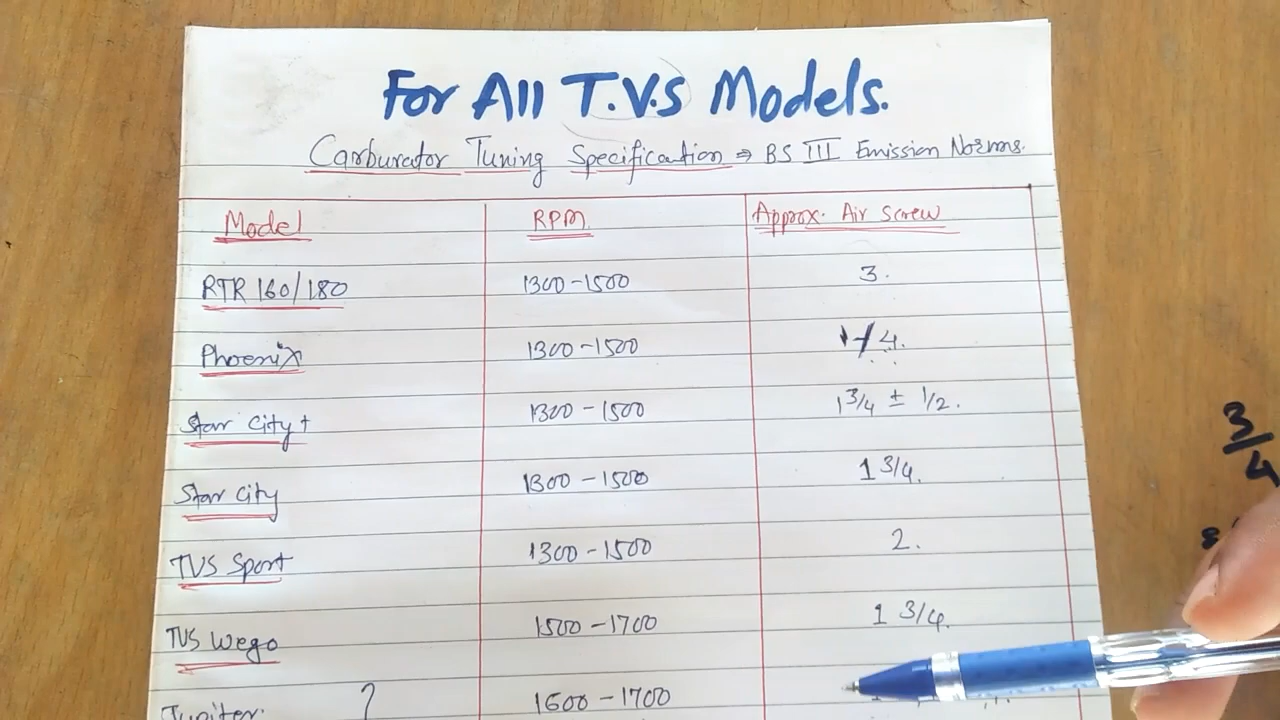 For All T.V.S Models.
Carburator Tuning Specification ⇒ BS III Emission Norms.
Model RPM Approx. Air screw
RTR 160/180 1300-1500 3.
Phoenix 1300-1500 4.
Star City+ 1300-1500 1 3/4 ± 1/2.
Star City 1300-1500 1 3/4.
TVS Sport 1300-1500 2.
TVS Wego 1500-1700 1 3/4.
Jupiter. 1600-1700
3/4